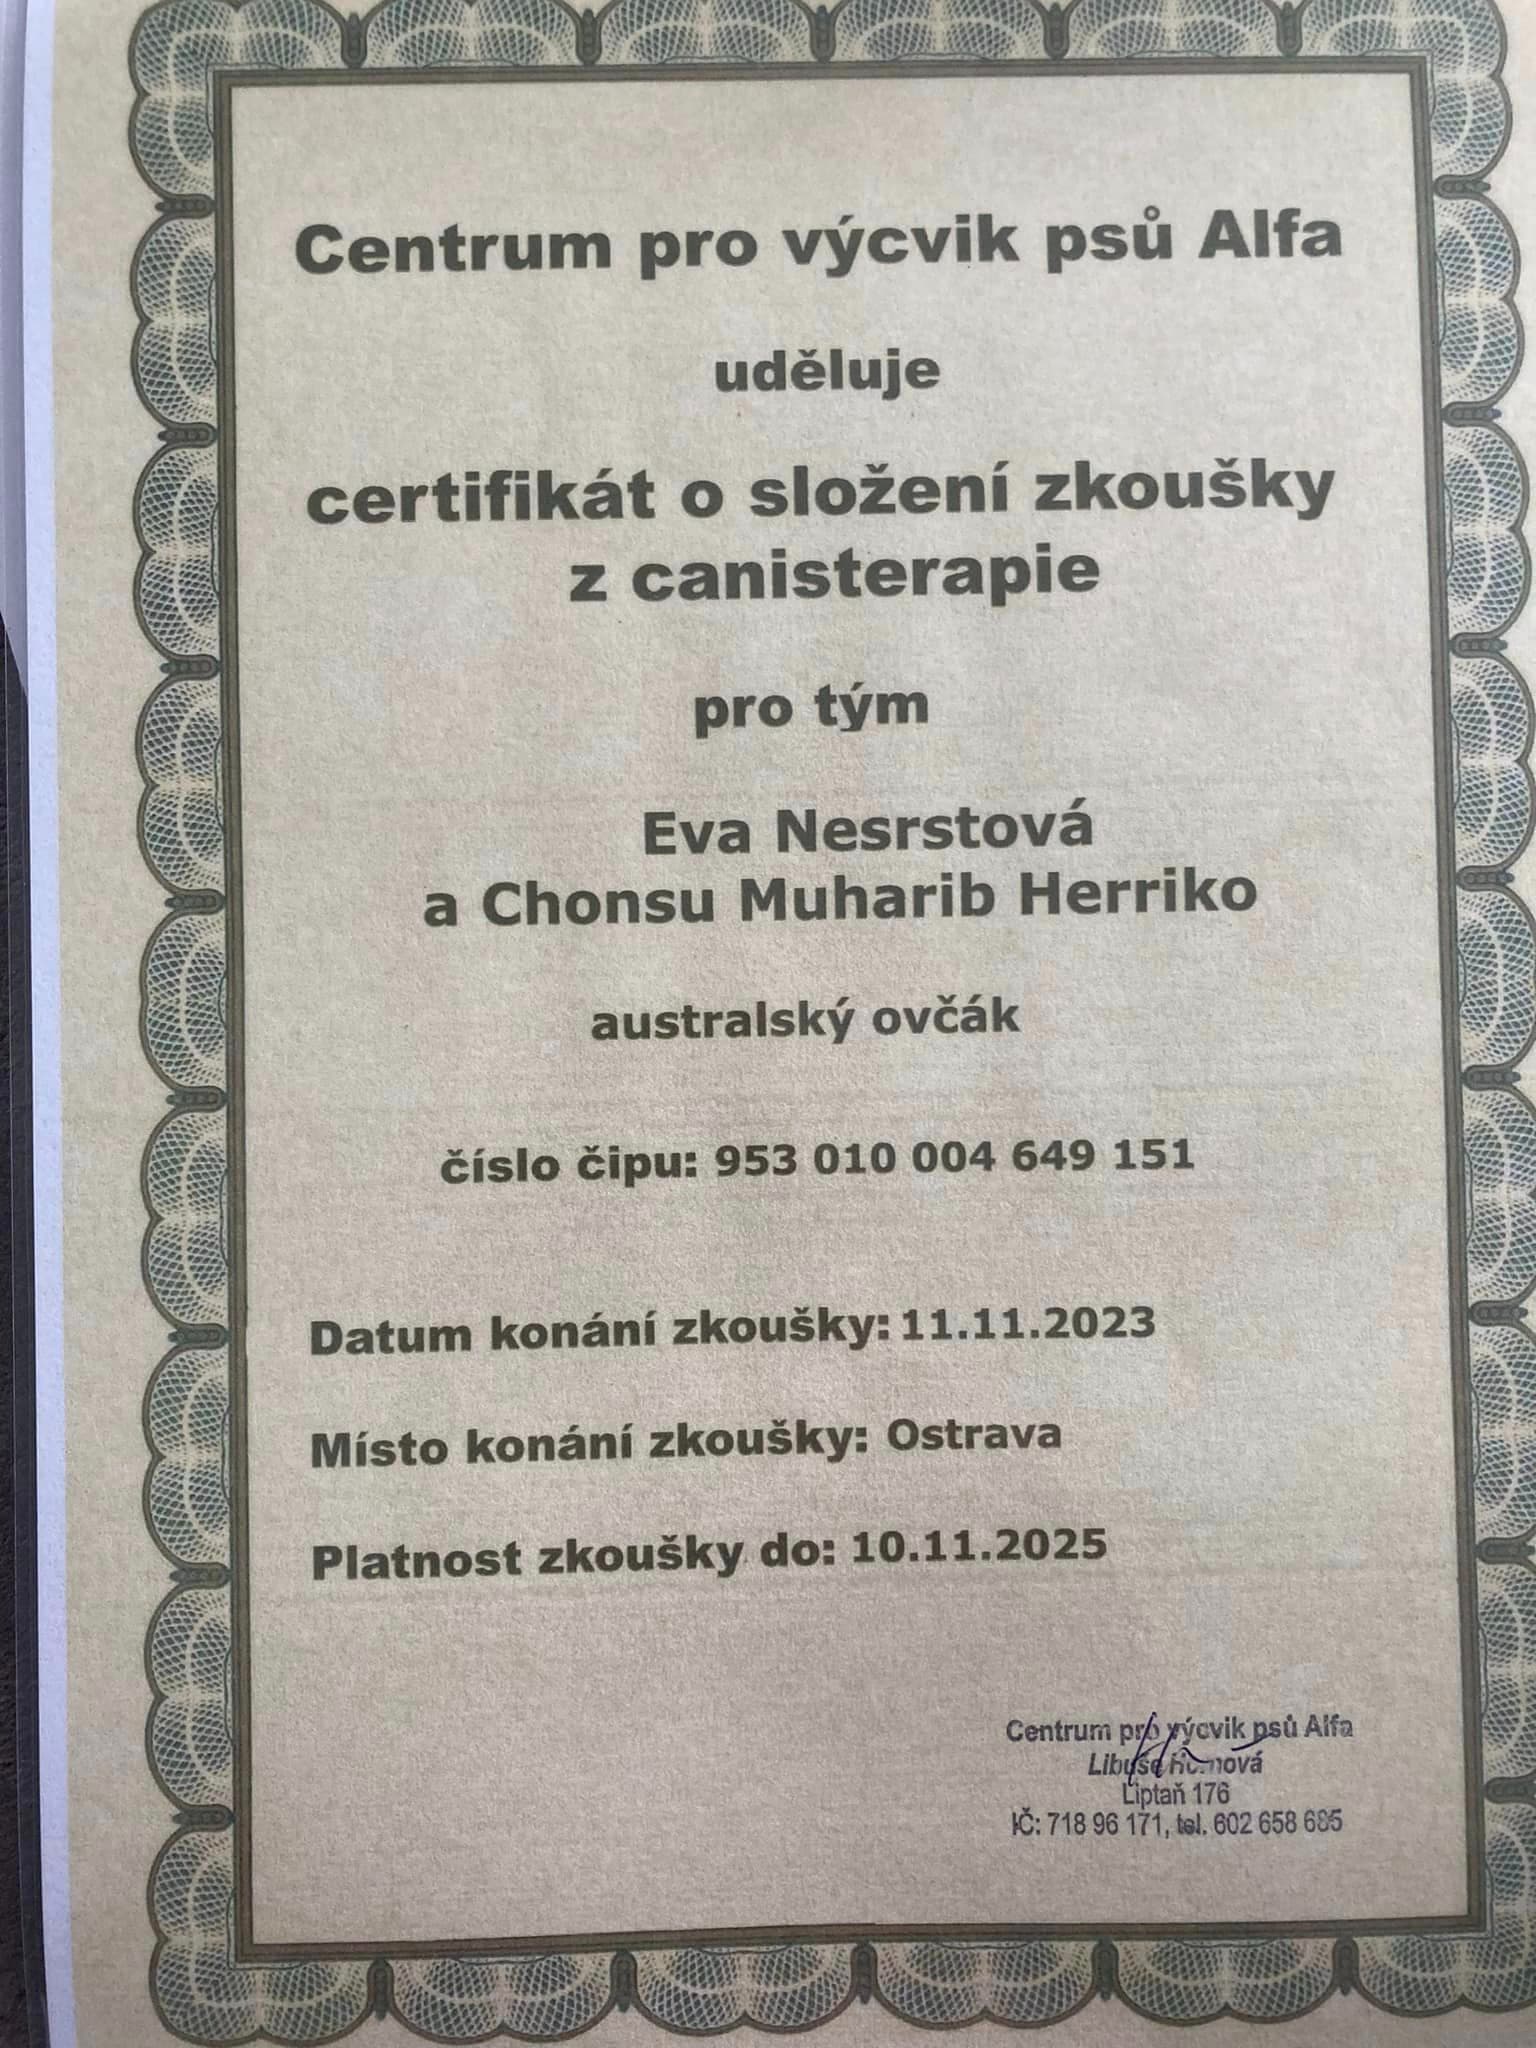 Centrum pro výcvik psů Alfa
uděluje
certifikát o složení zkoušky
z canisterapie
pro tým
Eva Nesrstová
a Chonsu Muharib Herriko
australský ovčák
číslo čipu: 953 010 004 649 151
Datum konání zkoušky: 11.11.2023
Místo konání zkoušky: Ostrava
Platnost zkoušky do: 10.11.2025
Centrum pro výcvik psů Alfa
Libuše
Liptaň 176
IČ: 718 96 171, tel. 602 658 685